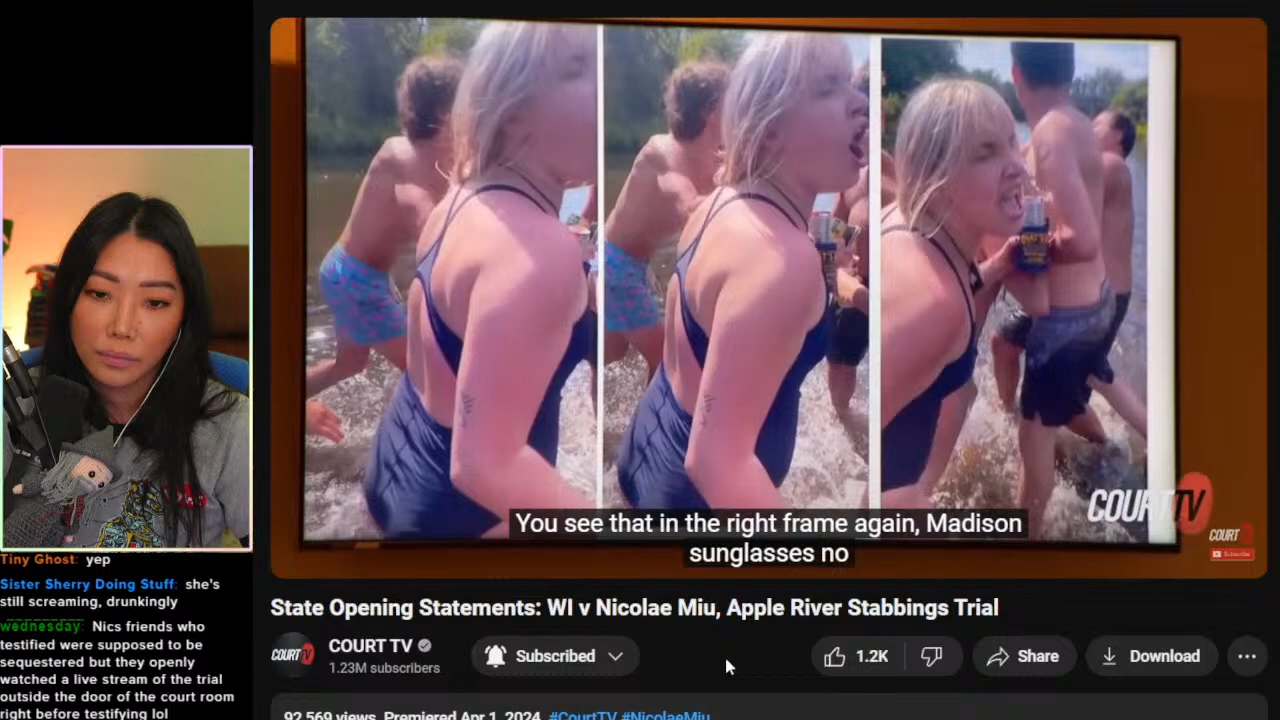 You see that in the right frame again, Madison
sunglasses no
COURT TV
COURT
Subscribe
State Opening Statements: WI v Nicolae Miu, Apple River Stabbings Trial
COURT TV
COURT TV
1.23M subscribers
Subscribed
1.2K
Share
Download
92,569 views Premiered Apr 1, 2024 #CourtTV #NicolaeMiu
Tiny Ghost: yep
Sister Sherry Doing Stuff: she's
still screaming, drunkingly
wednesday: Nics friends who
testified were supposed to be
sequestered but they openly
watched a live stream of the trial
outside the door of the court room
right before testifying lol